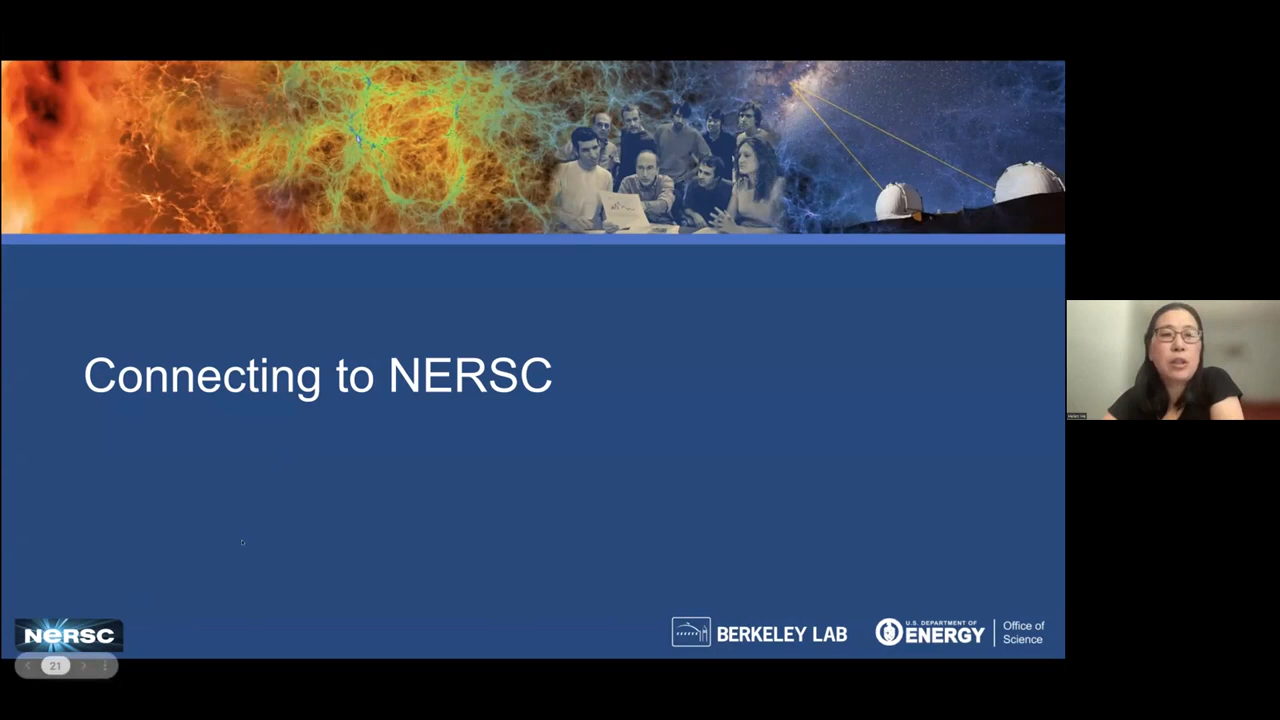 Connecting to NERSC
NERSC
BERKELEY LAB
U.S. DEPARTMENT OF
ENERGY
Office of
Science
21